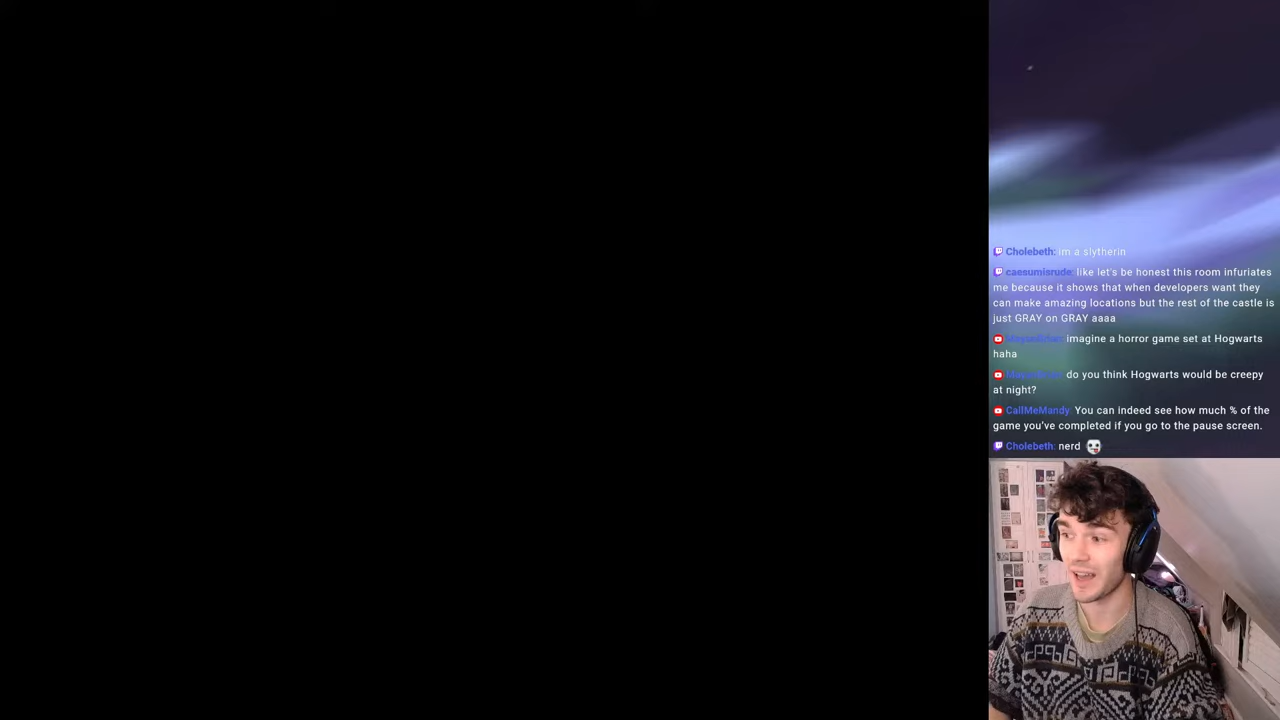 Cholebeth: im a slytherin
caesumisrude: like let's be honest this room infuriates
me because it shows that when developers want they
can make amazing locations but the rest of the castle is
just GRAY on GRAY aaaa
imagine a horror game set at Hogwarts
haha
do you think Hogwarts would be creepy
at night?
CallMeMandy: You can indeed see how much % of the
game you've completed if you go to the pause screen.
Cholebeth: nerd